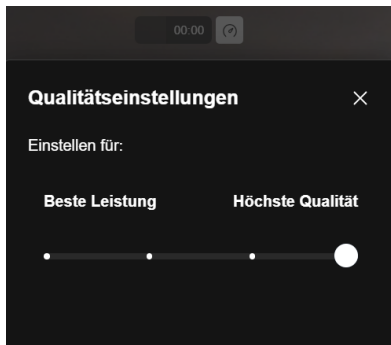 00:00
Qualitätseinstellungen
Einstellen für:
Beste Leistung Höchste Qualität